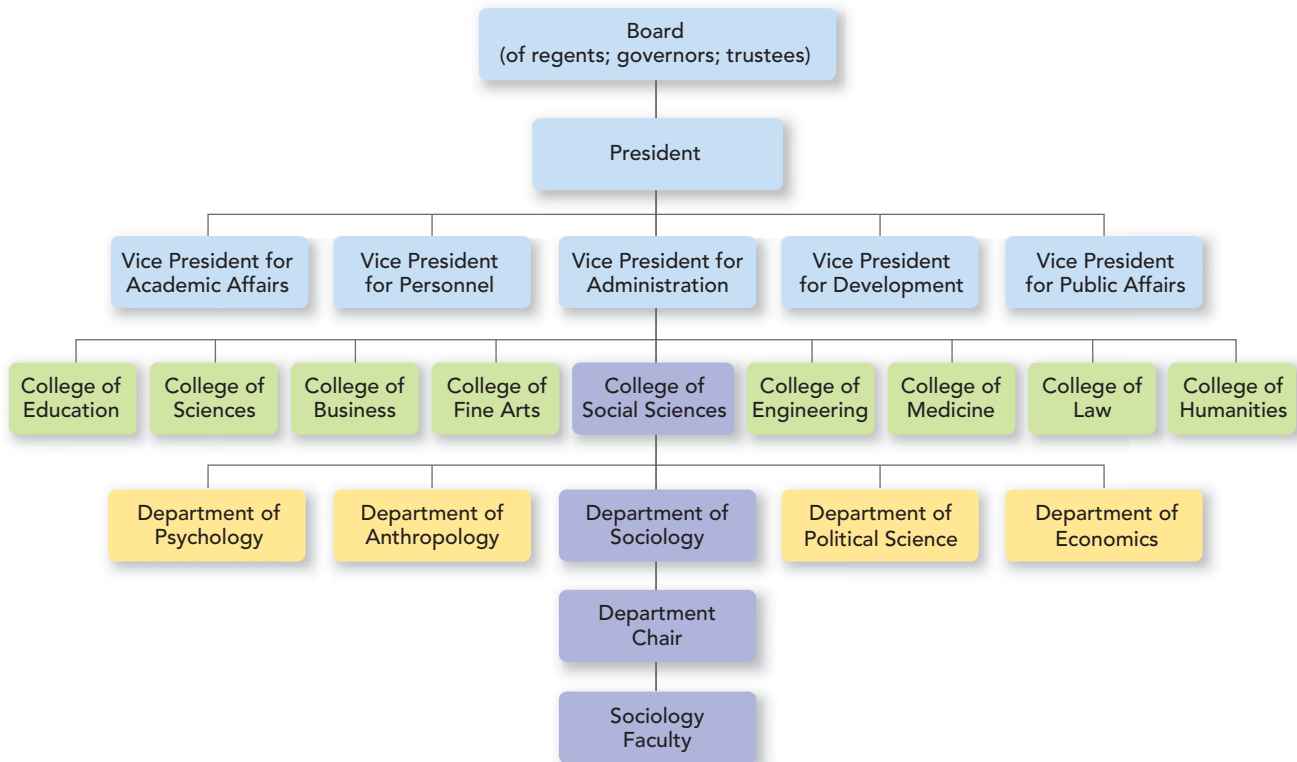 Board
(of regents; governors; trustees)
President
Vice President for
Academic Affairs
Vice President
for Personnel
Vice President for
Administration
Vice President
for Development
Vice President
for Public Affairs
College of
Education
College of
Sciences
College of
Business
College of
Fine Arts
College of
Social Sciences
College of
Engineering
College of
Medicine
College of
Law
College of
Humanities
Department of
Psychology
Department of
Anthropology
Department of
Sociology
Department of
Political Science
Department of
Economics
Department
Chair
Sociology
Faculty